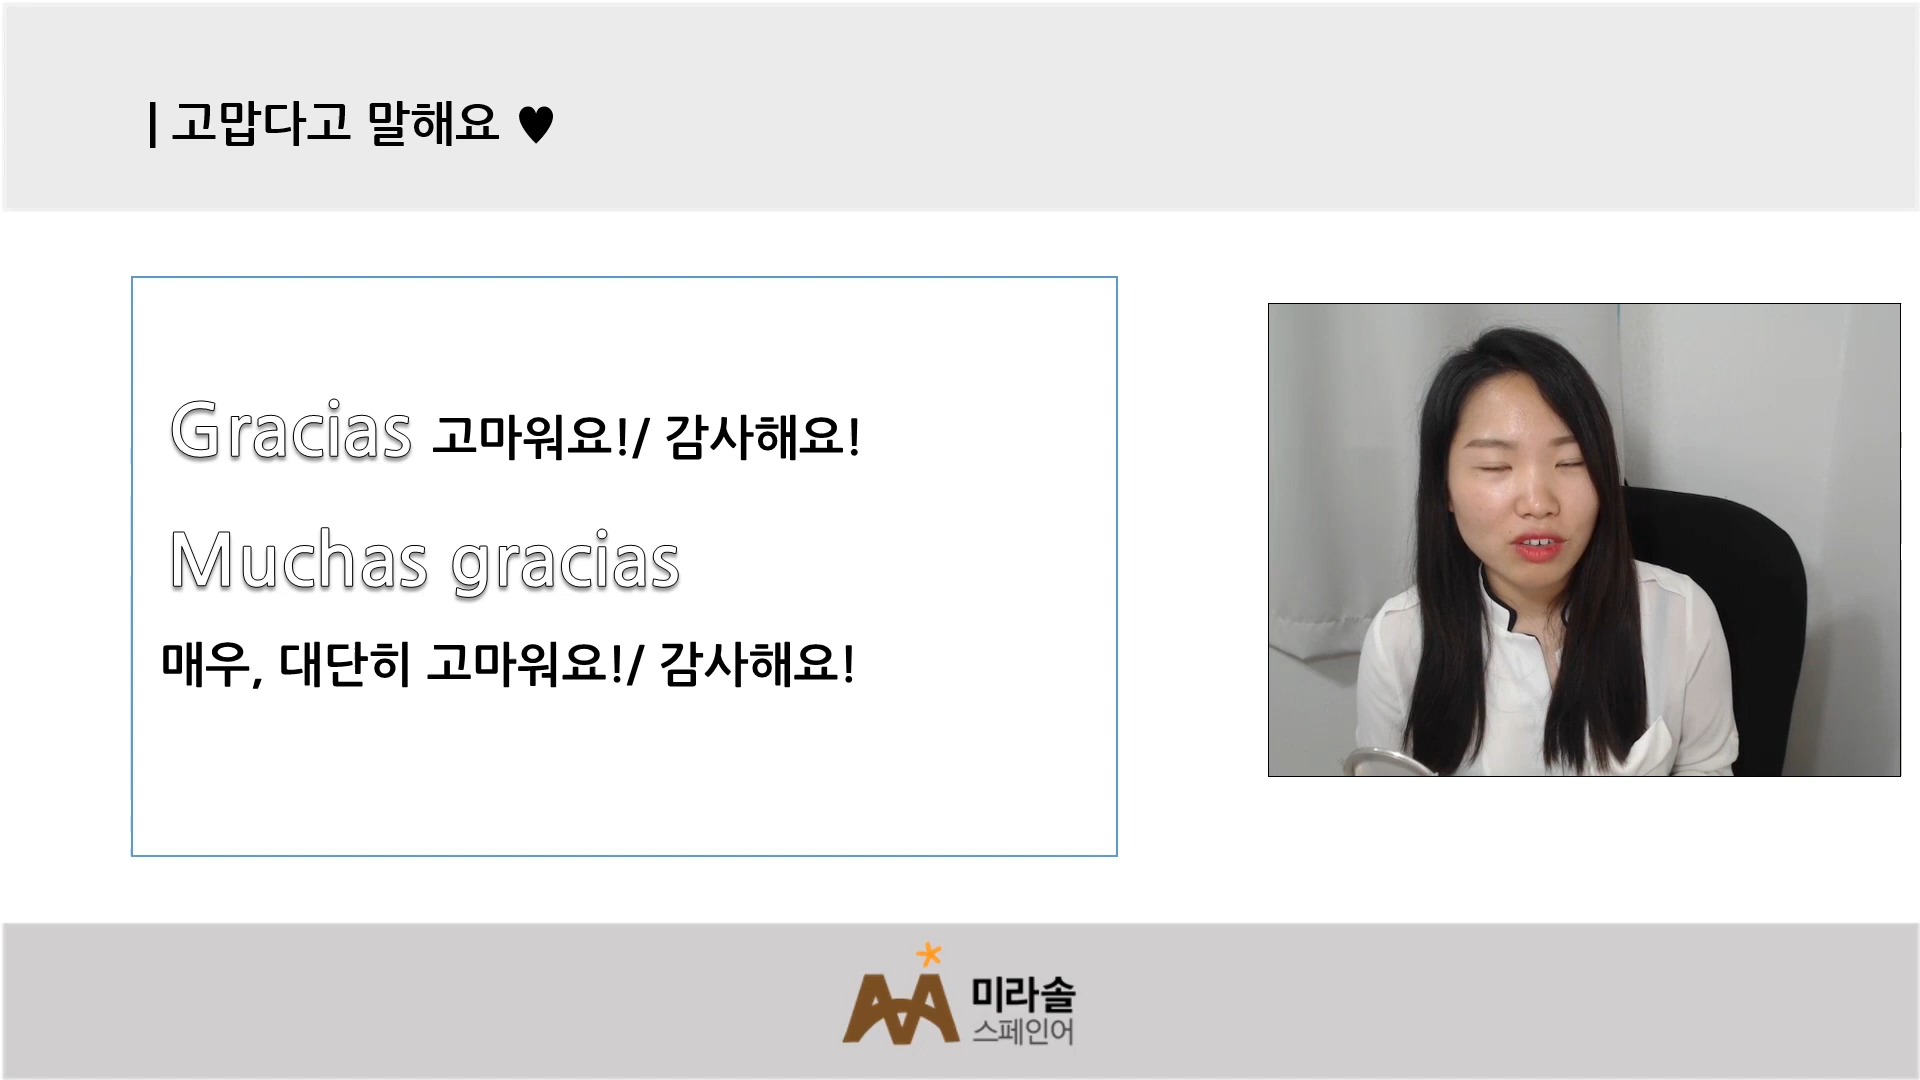 | 고맙다고 말해요 ♥
Gracias 고마워요!/ 감사해요!
Muchas gracias
매우, 대단히 고마워요!/ 감사해요!
미라솔
스페인어